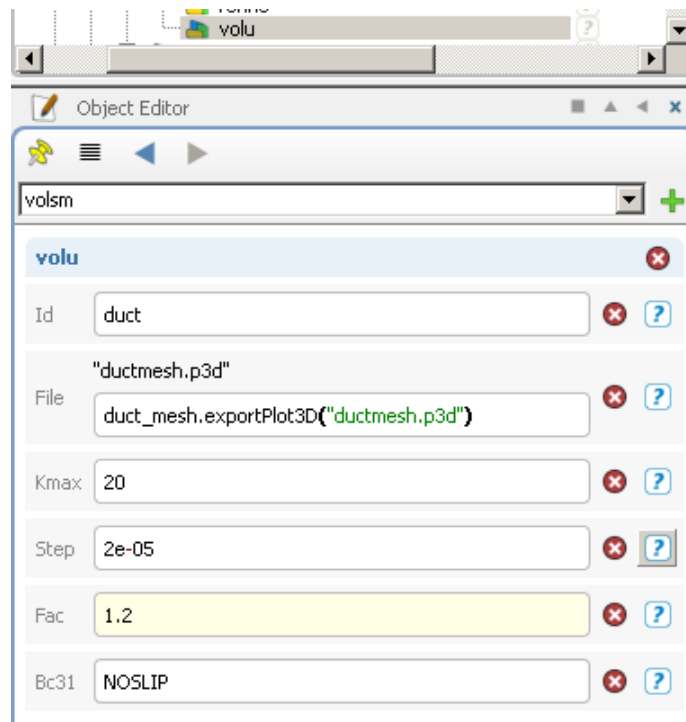 volu
Object Editor
volsm
volu
Id duct
"ductmesh.p3d"
File duct_mesh.exportPlot3D("ductmesh.p3d")
Kmax 20
Step 2e-05
Fac 1.2
Bc31 NOSLIP